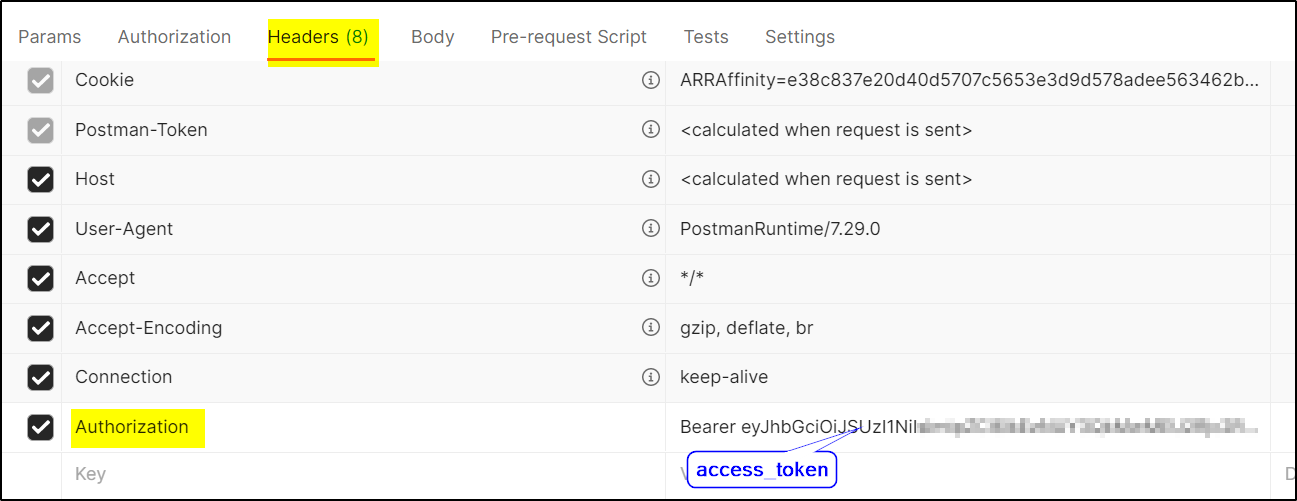 Params Authorization Headers (8) Body Pre-request Script Tests Settings
Cookie ARRAffinity=e38c837e20d40d5707c5653e3d9d578adee563462b...
Postman-Token <calculated when request is sent>
Host <calculated when request is sent>
User-Agent PostmanRuntime/7.29.0
Accept */*
Accept-Encoding gzip, deflate, br
Connection keep-alive
Authorization Bearer eyJhbGciOiJSUzI1NiI
access_token
Key